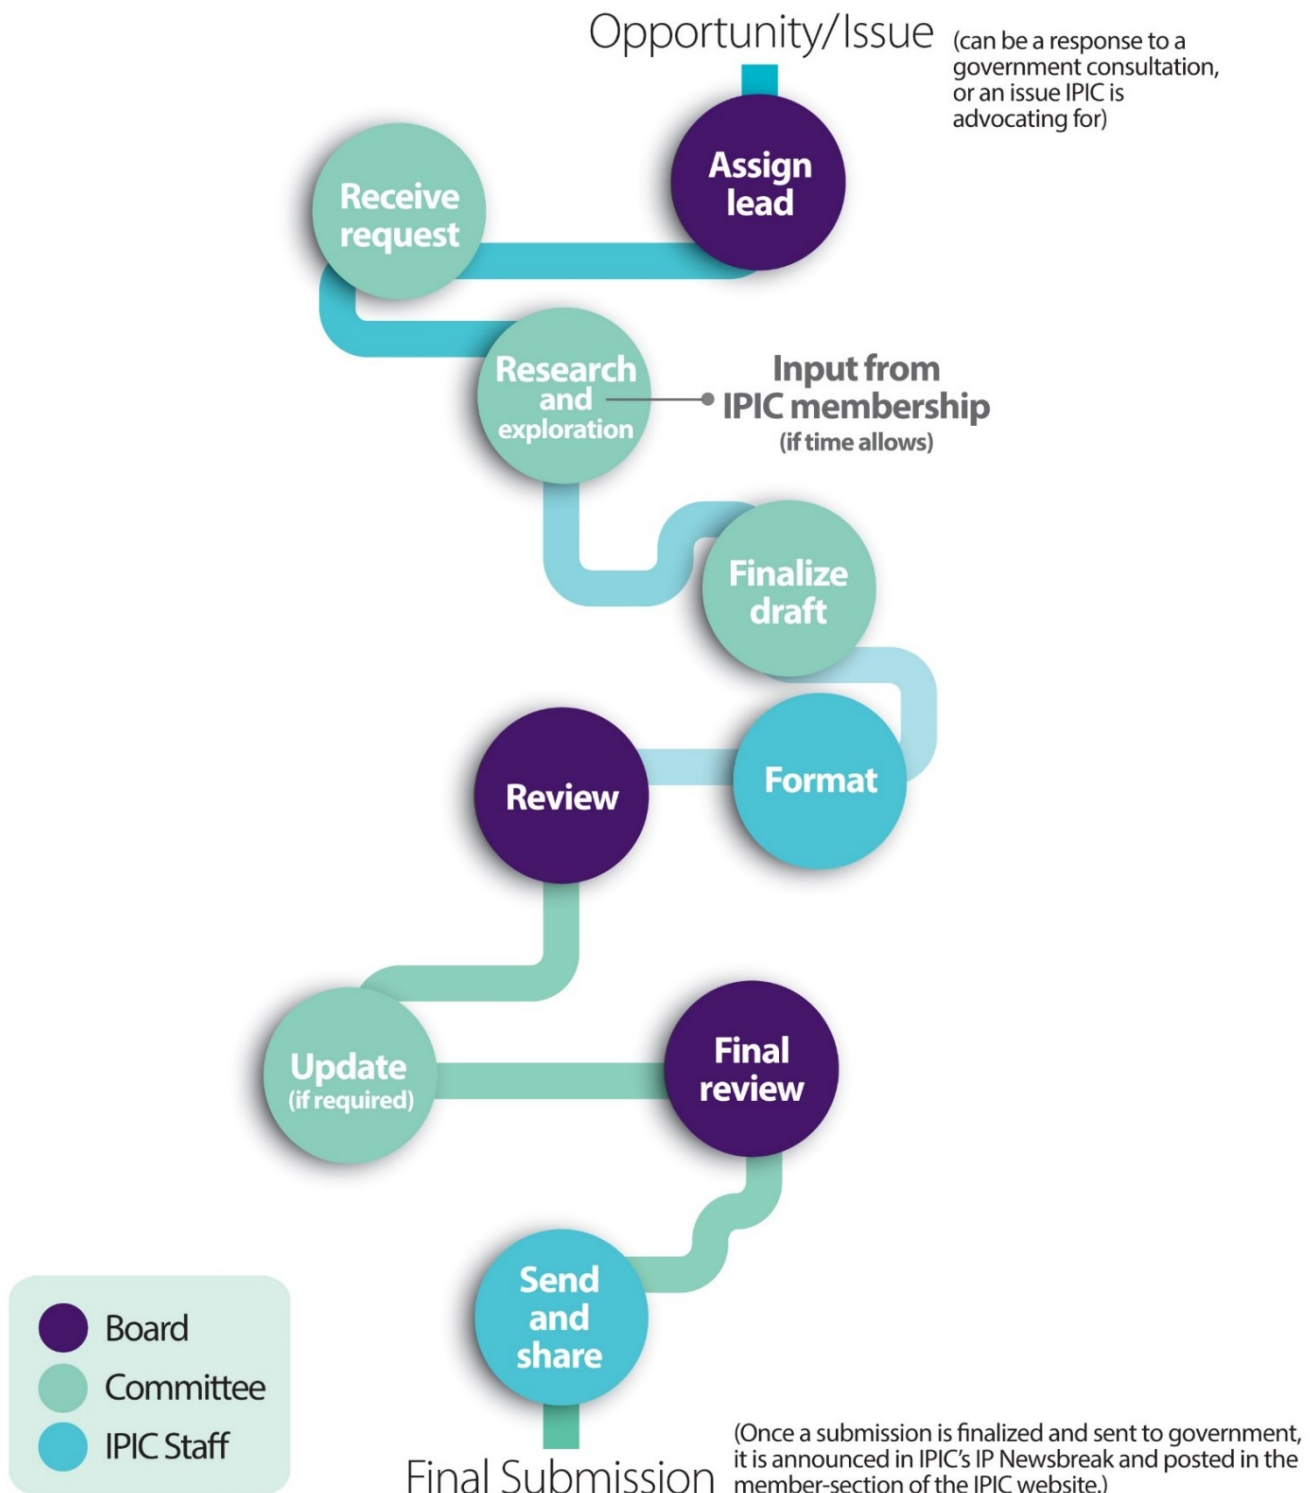 Opportunity/Issue
(can be a response to a
government consultation,
or an issue IPIC is
advocating for)
Assign
lead
Receive
request
Research
and
exploration
Input from
IPIC membership
(if time allows)
Finalize
draft
Format
Review
Update
(if required)
Final
review
Send
and
share
Board
Committee
IPIC Staff
Final Submission
(Once a submission is finalized and sent to government,
it is announced in IPIC's IP Newsbreak and posted in the
member-section of the IPIC website.)